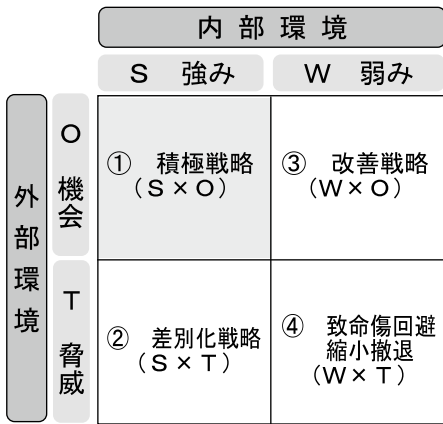 内部環境
S 強み
W 弱み
外部環境
O 機会
① 積極戦略
(S×O)
③ 改善戦略
(W×O)
T 脅威
② 差別化戦略
(S×T)
④ 致命傷回避
縮小撤退
(W×T)